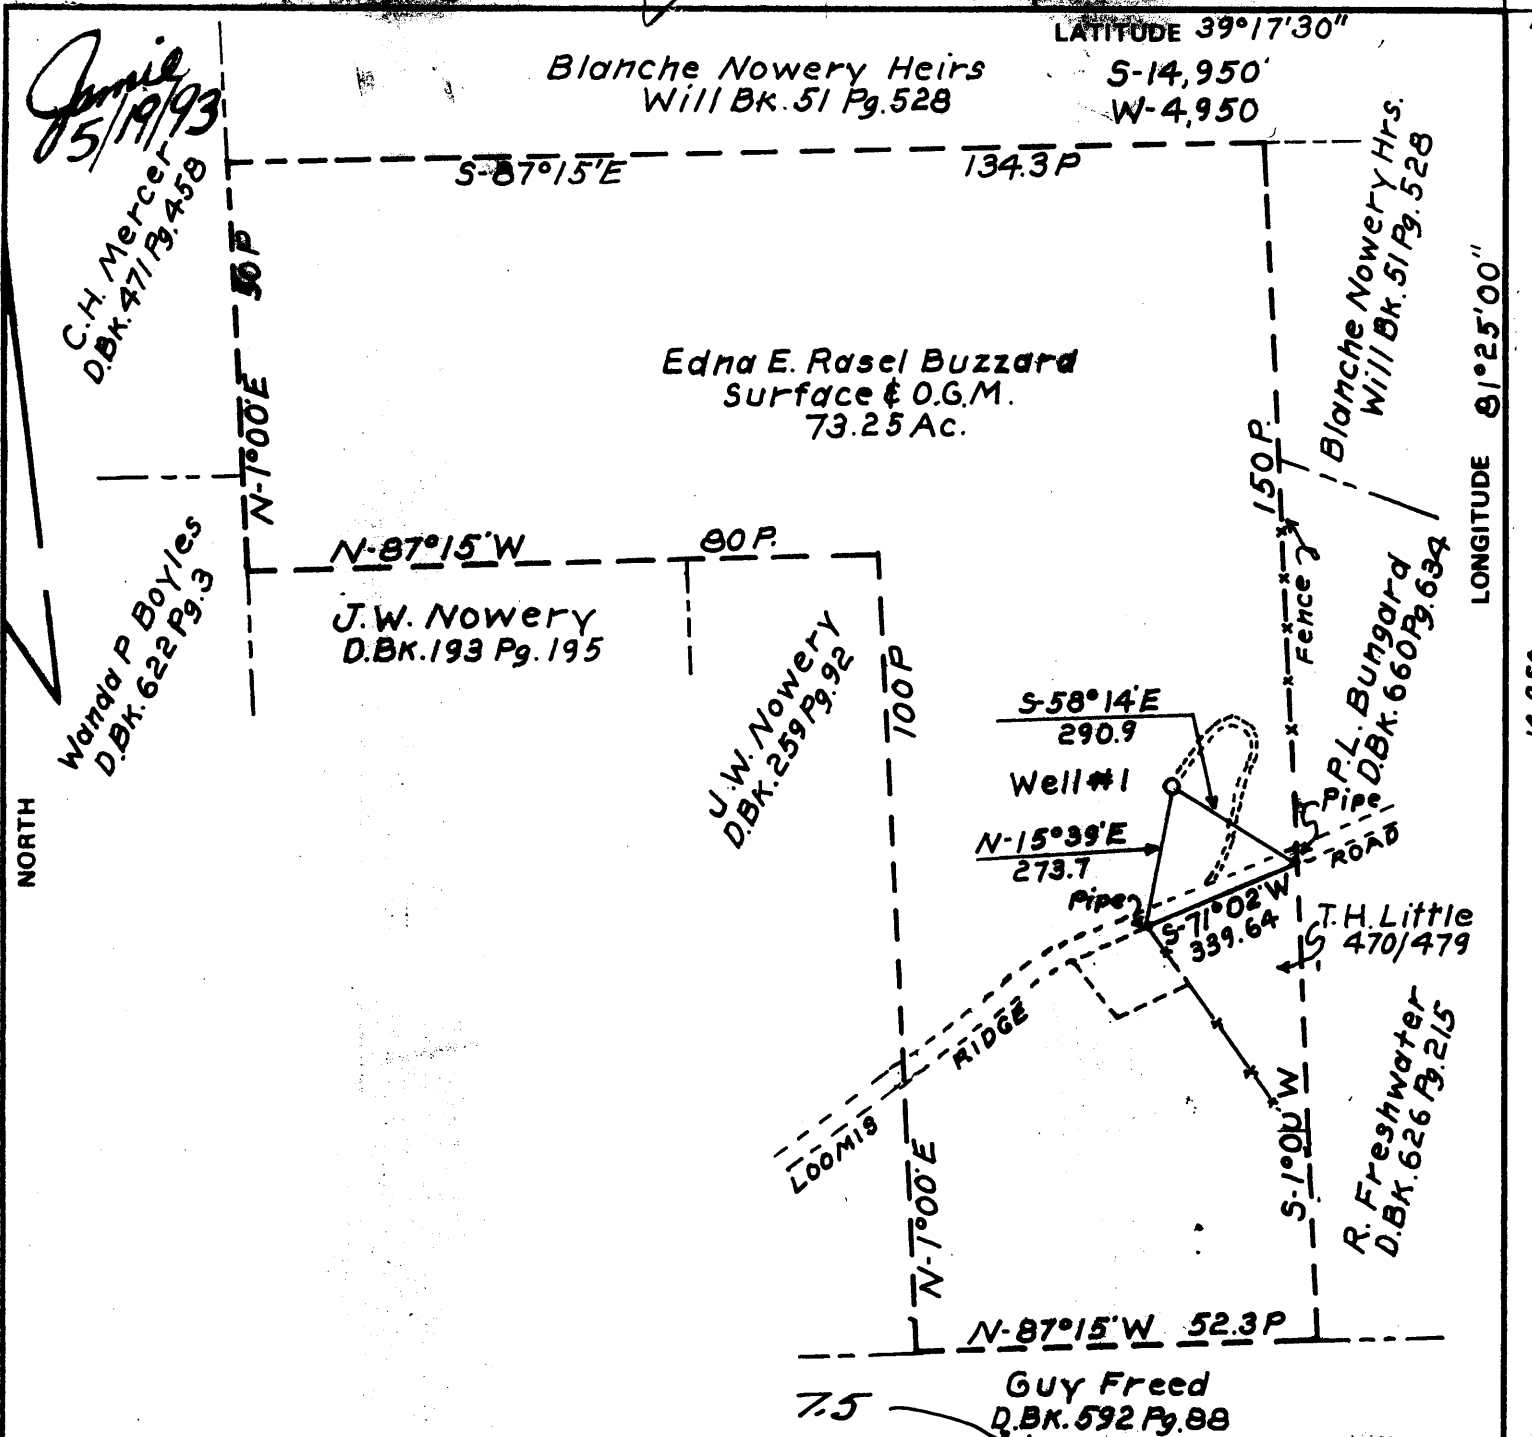 Jamie
5/19/93
LATITUDE 39°17'30"
S-14,950'
W-4,950
Blanche Nowery Heirs
Will Bk. 51 Pg. 528
S-87°15'E
134.3 P
C.H. Mercer
D.Bk. 471 Pg. 458
50 P
N-1°00'E
Edna E. Rasel Buzzard
Surface & O.G.M.
73.25 Ac.
Blanche Nowery Hrs.
Will Bk. 51 Pg. 528
LONGITUDE 81°25'00"
150 P.
N-87°15'W
80 P.
Wanda P Boyles
D.Bk. 622 Pg. 3
J.W. Nowery
D.Bk. 193 Pg. 195
J.W. Nowery
D.Bk. 259 Pg. 92
100 P
Fence
P.L. Bungard
D.Bk. 660 Pg. 634
S-58°14'E
290.9
Well #1
N-15°39'E
273.7
Pipe
Pipe
ROAD
S-71°02'W
339.64
T.H. Little
470/479
NORTH
RIDGE
LOOMIS
R. Freshwater
D.Bk. 626 Pg. 215
S-1°00'W
N-1°00'E
N-87°15'W 52.3 P
Guy Freed
D.Bk. 592 Pg. 88
7.5